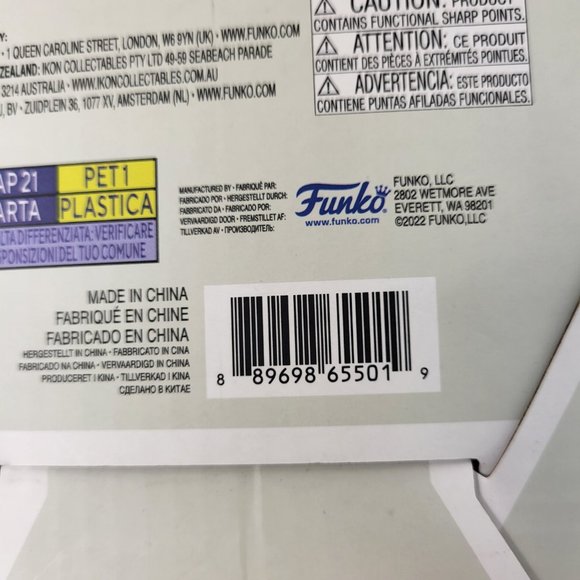 Y:
• 1 QUEEN CAROLINE STREET, LONDON, W6 9YN (UK) • WWW.FUNKO.COM
ZEALAND: IKON COLLECTABLES PTY LTD 49-59 SEABEACH PARADE
3214 AUSTRALIA • WWW.IKONCOLLECTABLES.COM.AU
, BV • ZUIDPLEIN 36, 1077 XV, AMSTERDAM (NL) • WWW.FUNKO.COM
CAUTION: PRODUCT
CONTAINS FUNCTIONAL SHARP POINTS.
ATTENTION: CE PRODUIT
CONTIENT DES PIÈCES À EXTRÉMITÉS POINTUES.
ADVERTENCIA: ESTE PRODUCTO
CONTIENE PUNTAS AFILADAS FUNCIONALES.
AP 21
PET 1
ARTA
PLASTICA
LTA DIFFERENZIATA: VERIFICARE
SPONSIZIONI DEL TUO COMUNE
MANUFACTURED BY • FABRIQUÉ PAR:
FABRICADO POR • HERGESTELLT DURCH:
FABBRICATO DA • FABRICADO POR:
VERVAARDIGD DOOR • FREMSTILLET AF:
TILLVERKAD AV • ПРОИЗВОДИТЕЛЬ:
Funko
www.funko.com
FUNKO, LLC
2802 WETMORE AVE
EVERETT, WA 98201
©2022 FUNKO,LLC
MADE IN CHINA
FABRIQUÉ EN CHINE
FABRICADO EN CHINA
HERGESTELLT IN CHINA • FABBRICATO IN CINA
FABRICADO NA CHINA • VERVAARDIGD IN CHINA
PRODUCERET I KINA • TILLVERKAD I KINA
СДЕЛАНО В КИТАЕ
8 89698 65501 9